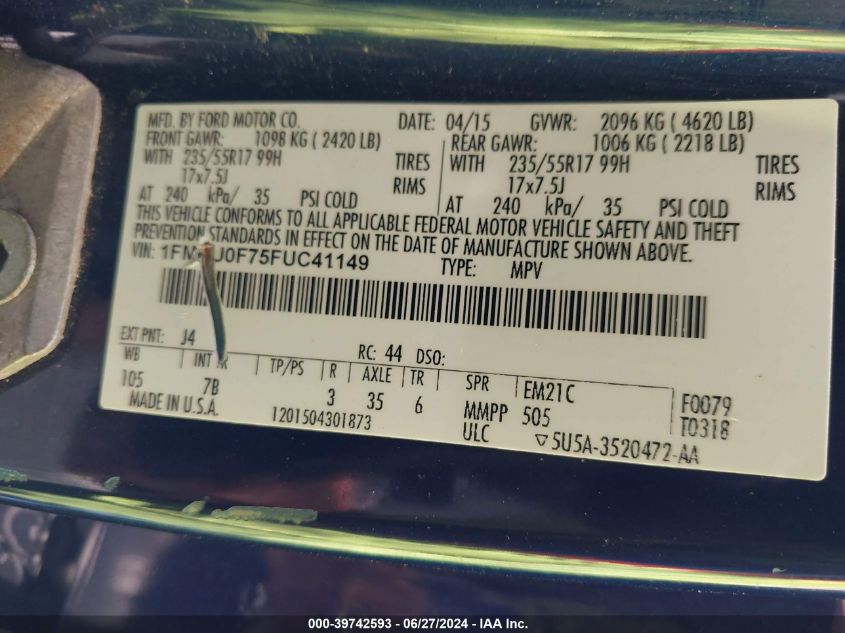 MFD. BY FORD MOTOR CO. DATE: 04/15 GVWR: 2096 KG ( 4620 LB)
FRONT GAWR: 1098 KG ( 2420 LB) REAR GAWR: 1006 KG ( 2218 LB)
WITH 235/55R17 99H TIRES WITH 235/55R17 99H TIRES
17x7.5J RIMS 17x7.5J RIMS
AT 240 kPa/ 35 PSI COLD AT 240 kPa/ 35 PSI COLD
THIS VEHICLE CONFORMS TO ALL APPLICABLE FEDERAL MOTOR VEHICLE SAFETY AND THEFT
PREVENTION STANDARDS IN EFFECT ON THE DATE OF MANUFACTURE SHOWN ABOVE.
VIN: TYPE: MPV
EXT PNT: J4 RC: 44 DSO:
WB INT TR TP/PS R AXLE TR SPR EM21C F0079
105 7B 3 35 6 MMPP 505 T0318
MADE IN U.S.A. 1201504301873 ULC ▽5U5A-3520472-AA
000-39742593 / 06/27/2024 / IAA Inc.